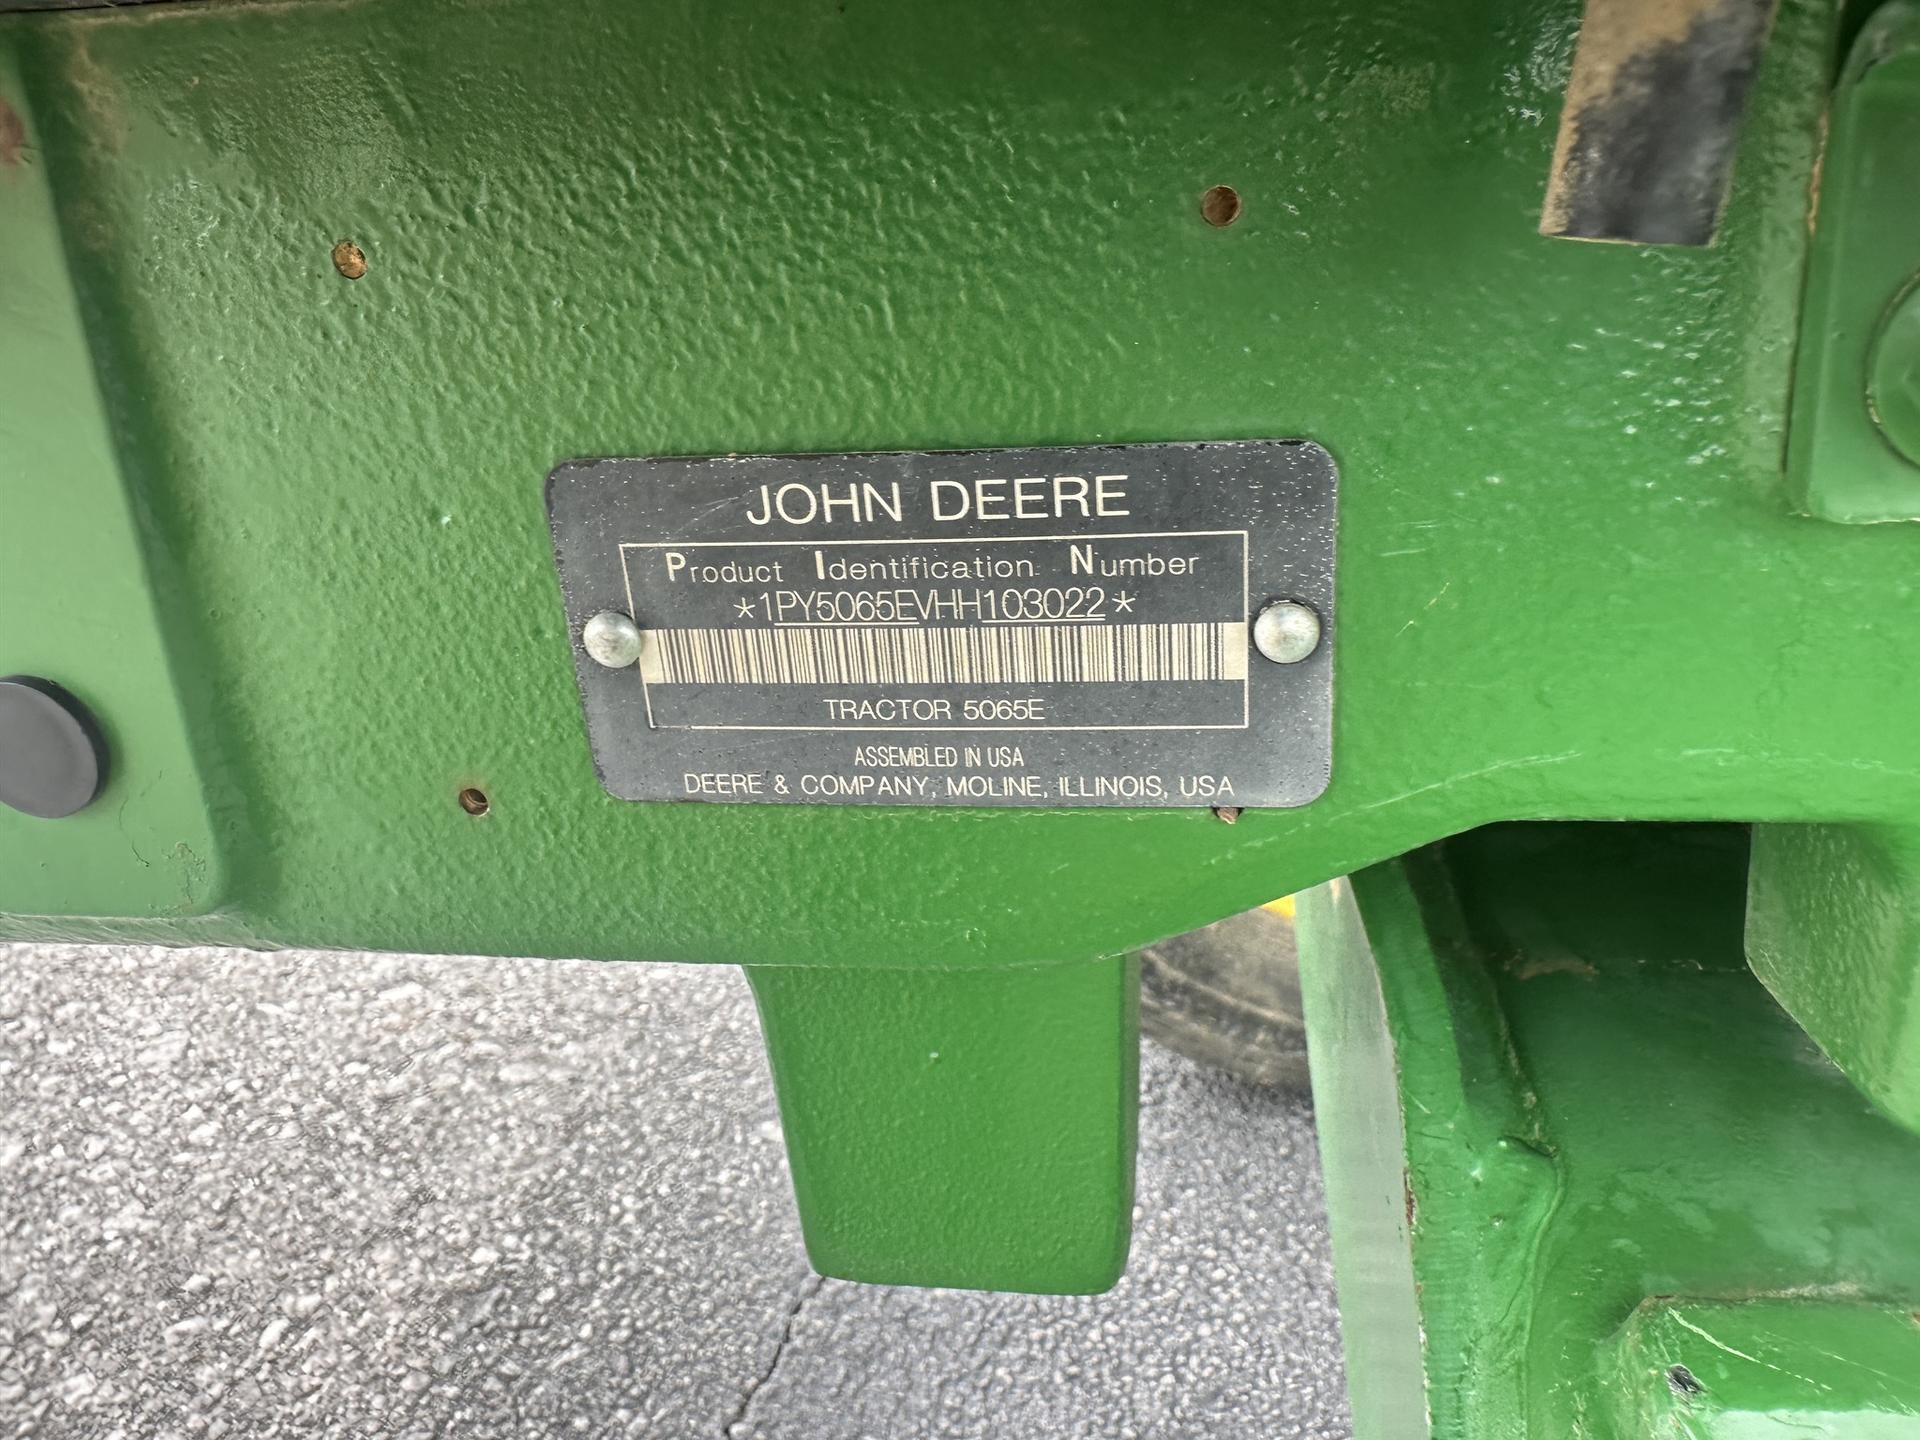 JOHN DEERE
Product Identification Number
*1PY5065EVHH103022*
TRACTOR 5065E
ASSEMBLED IN USA
DEERE & COMPANY, MOLINE, ILLINOIS, USA